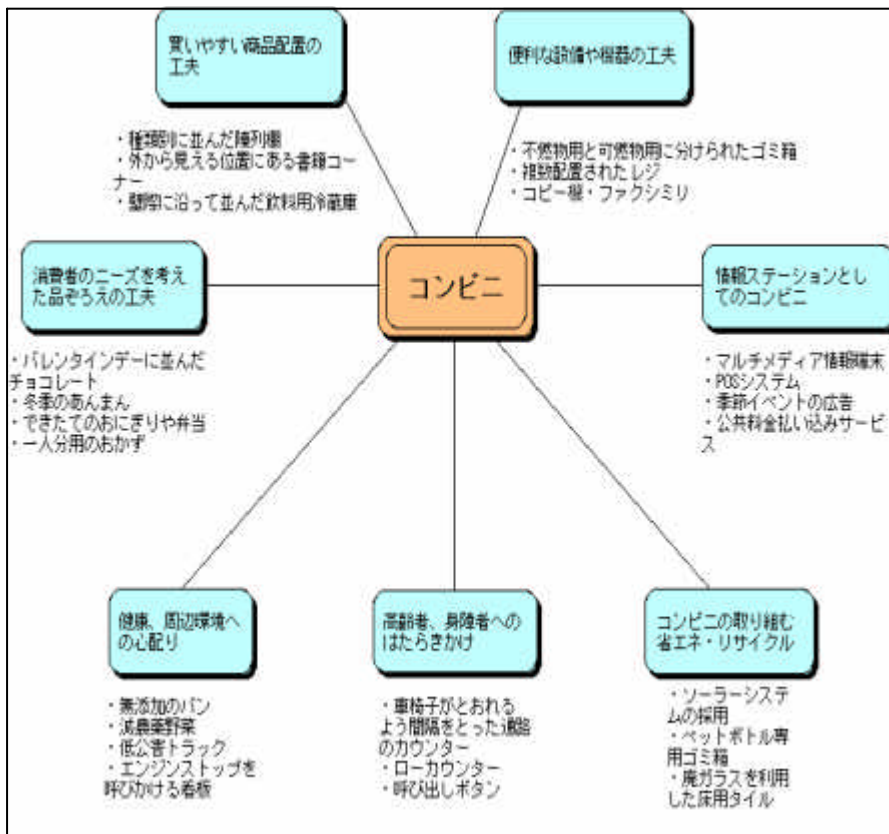 買いやすい商品配置の
工夫
・種類別に並んだ陳列棚
・外から見える位置にある書籍コー
ナー
・壁際に沿って並んだ飲料用冷蔵庫
便利な設備や機器の工夫
・不燃物用と可燃物用に分けられたゴミ箱
・複数配置されたレジ
・コピー機・ファクシミリ
コンビニ
消費者のニーズを考え
た品ぞろえの工夫
・バレンタインデーに並んだ
チョコレート
・冬季のあんまん
・できたてのおにぎりや弁当
・一人分用のおかず
情報ステーションとし
てのコンビニ
・マルチメディア情報端末
・POSシステム
・季節イベントの広告
・公共料金払い込みサービ
ス
健康、周辺環境へ
の心配り
・無添加のパン
・減農薬野菜
・低公害トラック
・エンジンストップを
呼びかける看板
高齢者、身障者への
はたらきかけ
・車椅子がとおれる
よう間隔をとった通路
のカウンター
・ローカウンター
・呼び出しボタン
コンビニの取り組む
省エネ・リサイクル
・ソーラーシステ
ムの採用
・ペットボトル専
用ゴミ箱
・廃ガラスを利用
した床用タイル